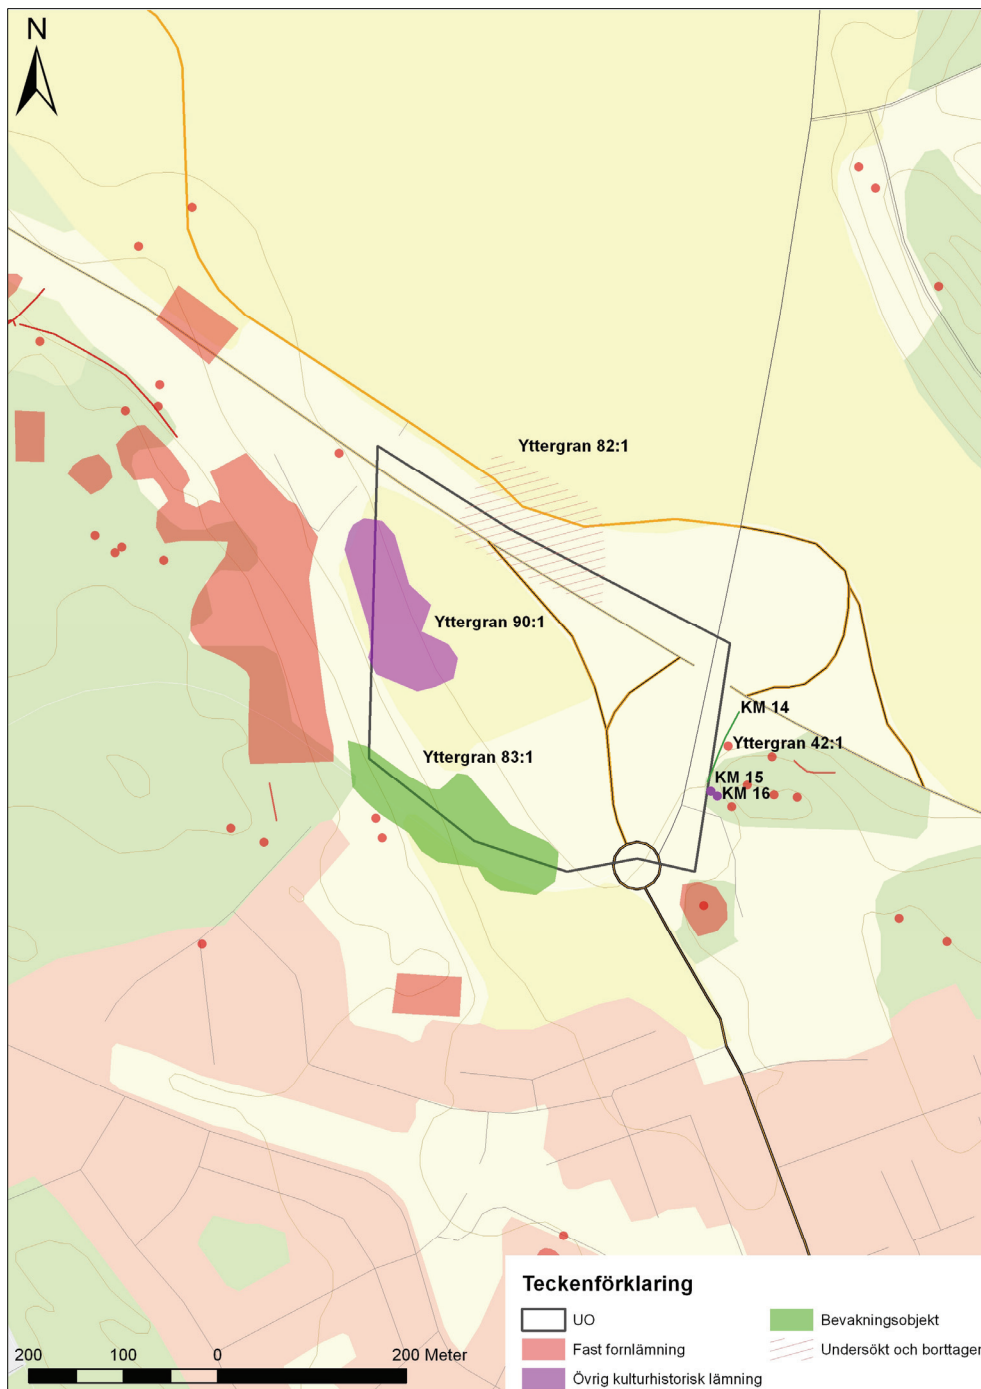 N
Yttergran 82:1
Yttergran 90:1
KM 14
Yttergran 42:1
Yttergran 83:1
KM 15
KM 16
Teckenförklaring
UO
Bevakningsobjekt
Fast fornlämning
Undersökt och borttagen
Övrig kulturhistorisk lämning
200 100 0 200 Meter